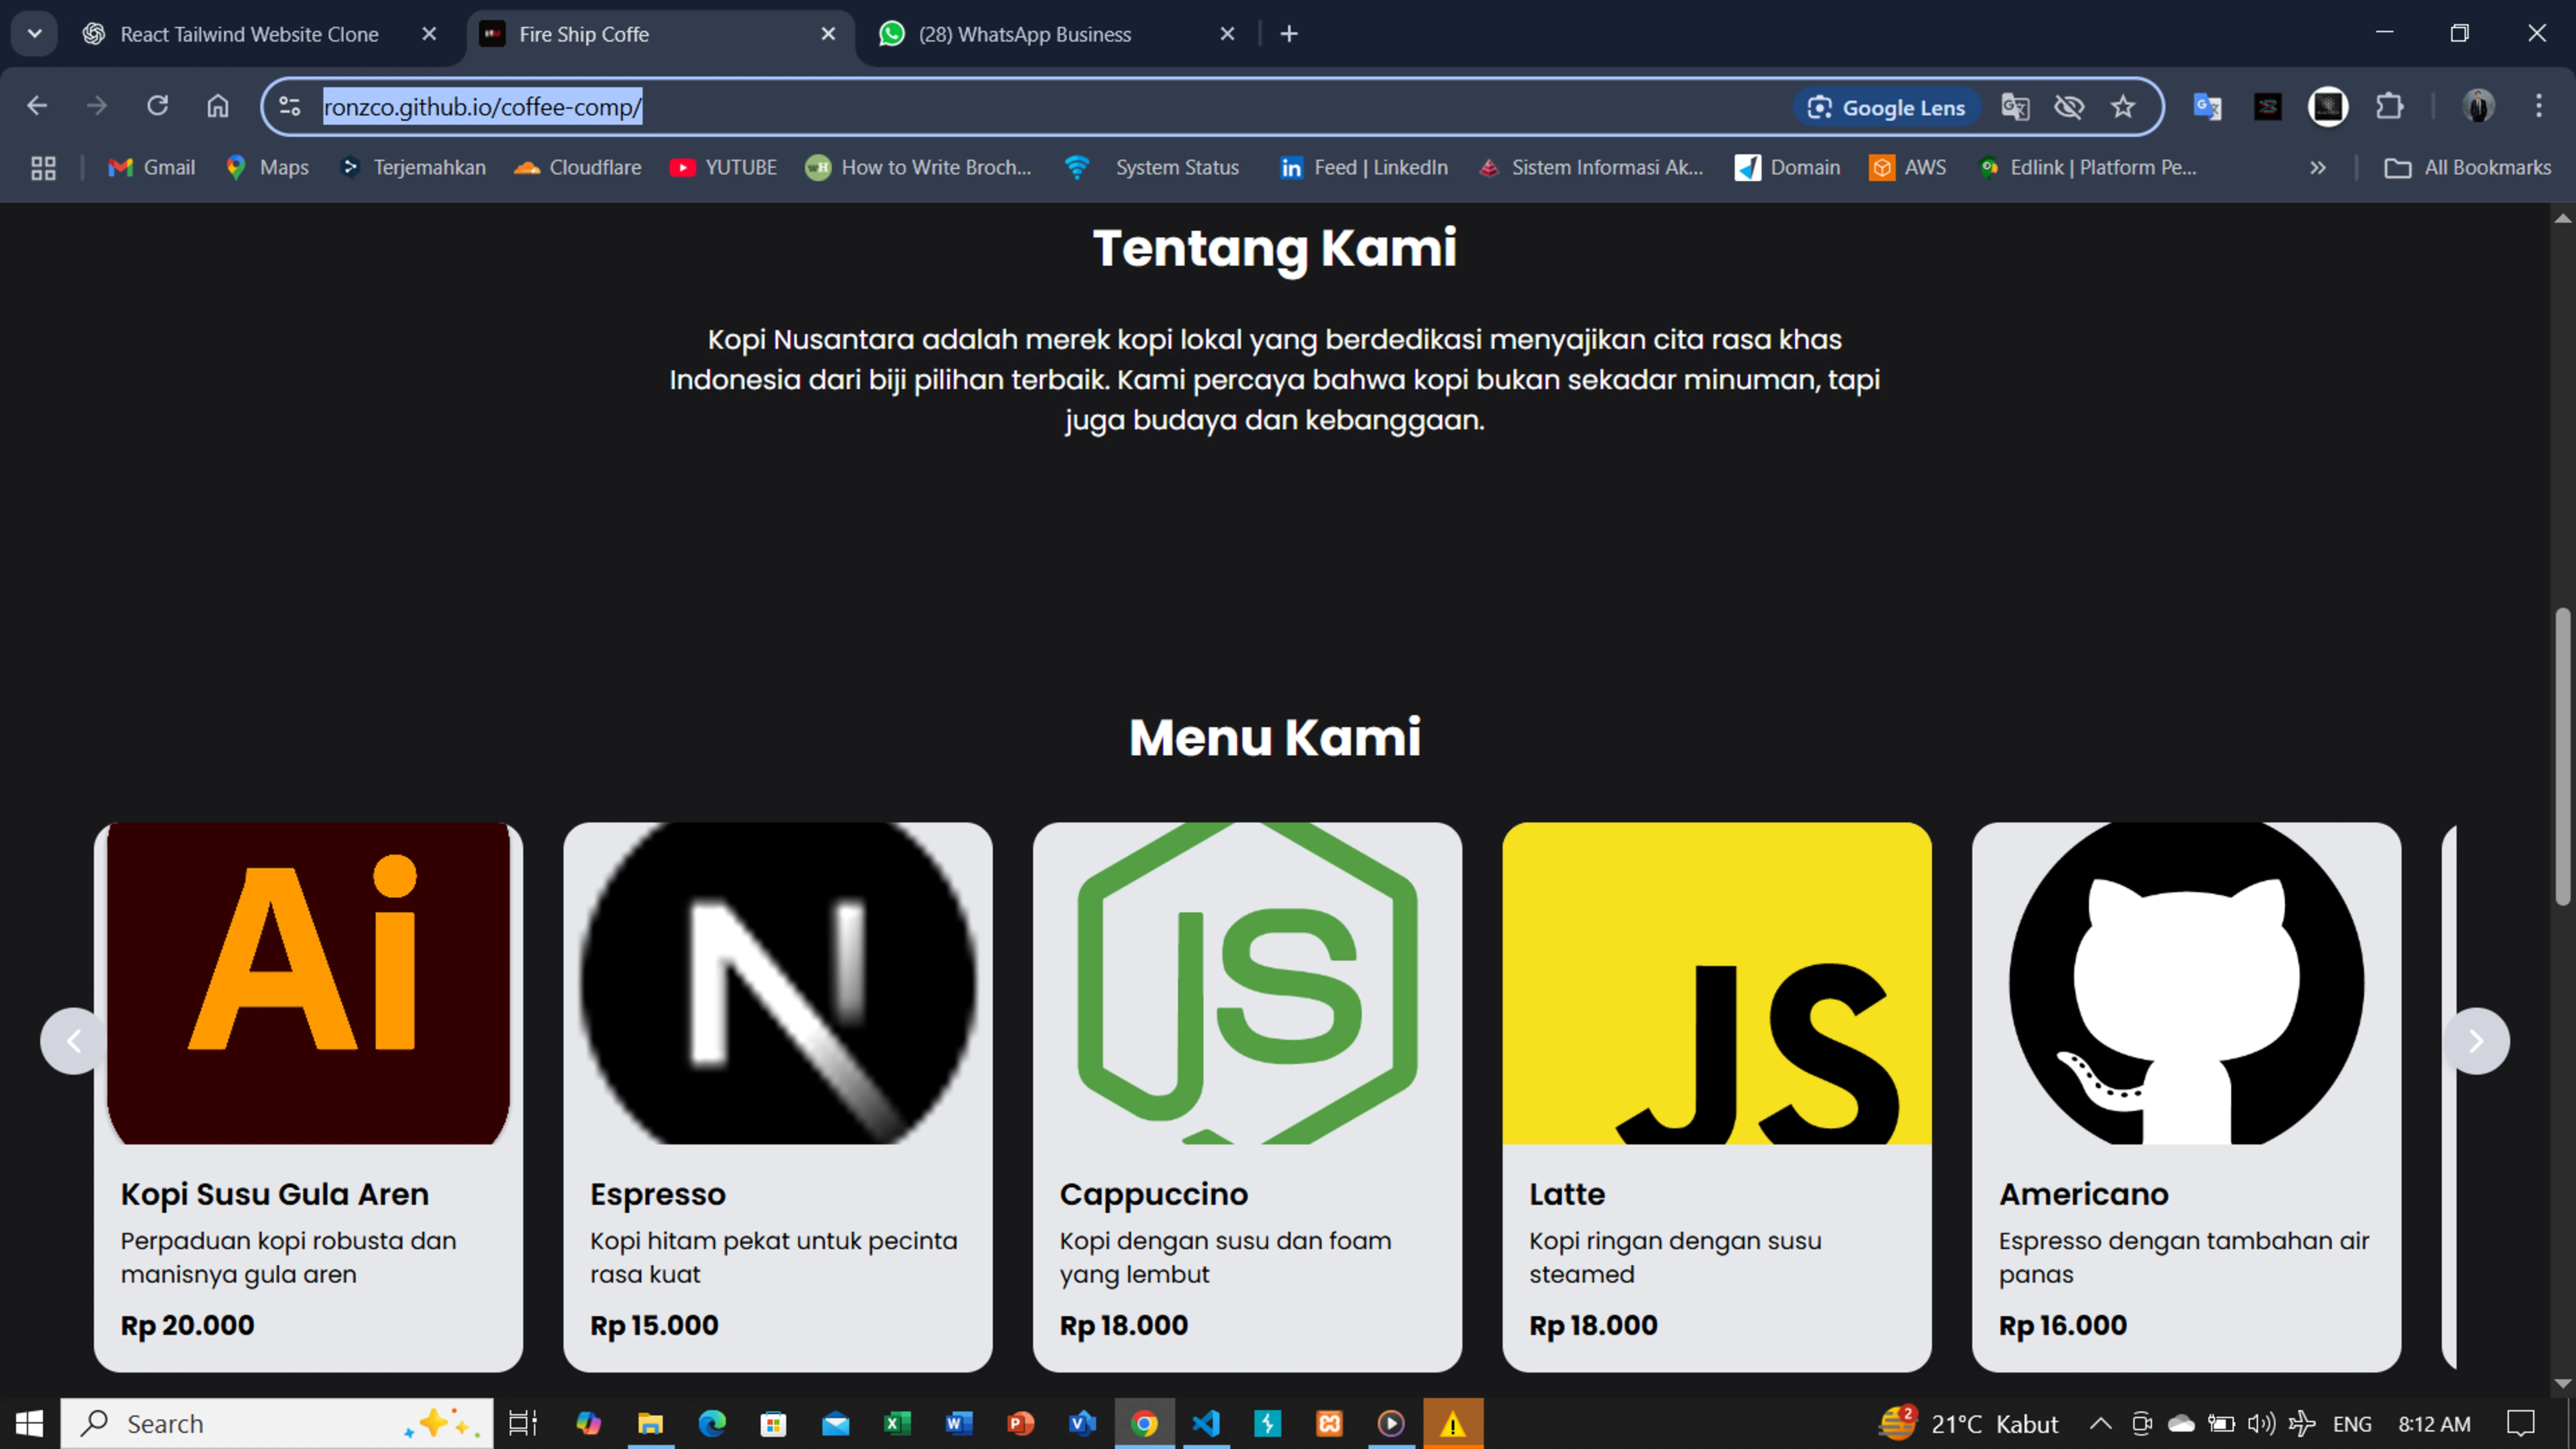 React Tailwind Website Clone
Fire Ship Coffe
(28) WhatsApp Business
ronzco.github.io/coffee-comp/
Google Lens
Gmail
Maps
Terjemahkan
Cloudflare
YUTUBE
How to Write Broch...
System Status
Feed | LinkedIn
Sistem Informasi Ak...
Domain
AWS
Edlink | Platform Pe...
All Bookmarks
Tentang Kami
Kopi Nusantara adalah merek kopi lokal yang berdedikasi menyajikan cita rasa khas
Indonesia dari biji pilihan terbaik. Kami percaya bahwa kopi bukan sekadar minuman, tapi
juga budaya dan kebanggaan.
Menu Kami
Ai
N
JS
JS
Kopi Susu Gula Aren
Perpaduan kopi robusta dan
manisnya gula aren
Rp 20.000
Espresso
Kopi hitam pekat untuk pecinta
rasa kuat
Rp 15.000
Cappuccino
Kopi dengan susu dan foam
yang lembut
Rp 18.000
Latte
Kopi ringan dengan susu
steamed
Rp 18.000
Americano
Espresso dengan tambahan air
panas
Rp 16.000
Search
2
21°C Kabut
ENG
8:12 AM